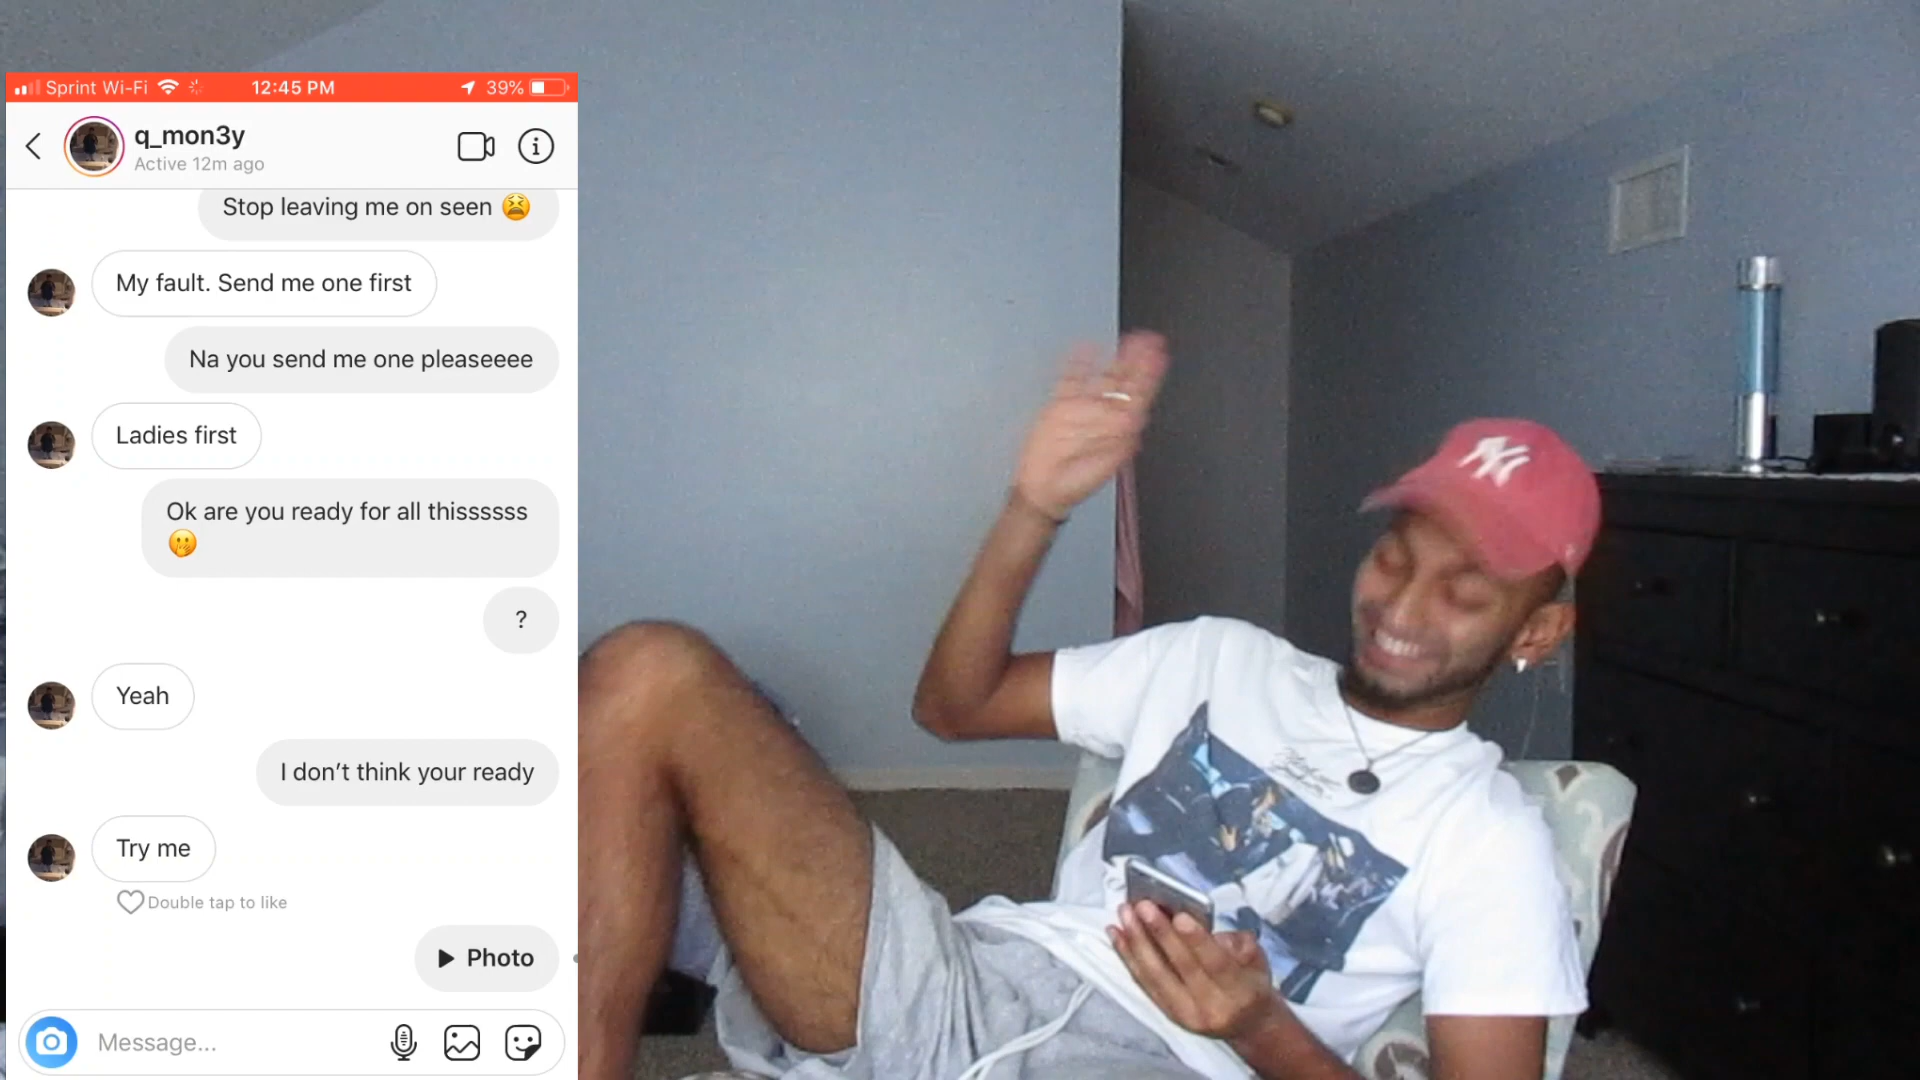 Sprint Wi-Fi 12:45 PM 39%
q_mon3y
Active 12m ago
Stop leaving me on seen 😫
My fault. Send me one first
Na you send me one pleaseeee
Ladies first
Ok are you ready for all thissssss
🤭
?
Yeah
I don’t think your ready
Try me
Double tap to like
Photo
Message...
NY